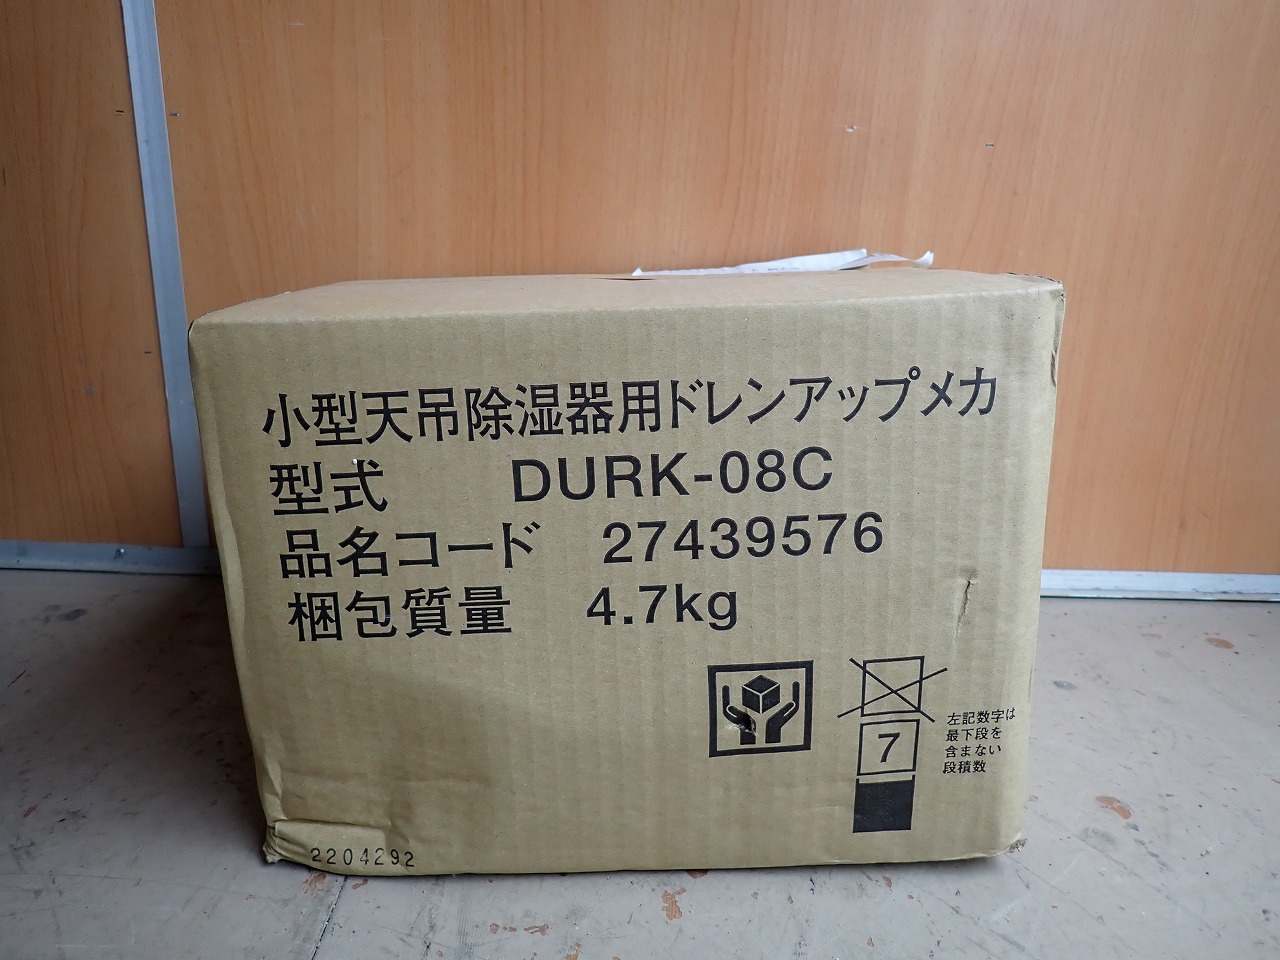 小型天吊除湿器用ドレンアップメカ
型式 DURK-08C
品名コード 27439576
梱包質量 4.7kg
7
左記数字は
最下段を
含まない
段積数
2204292